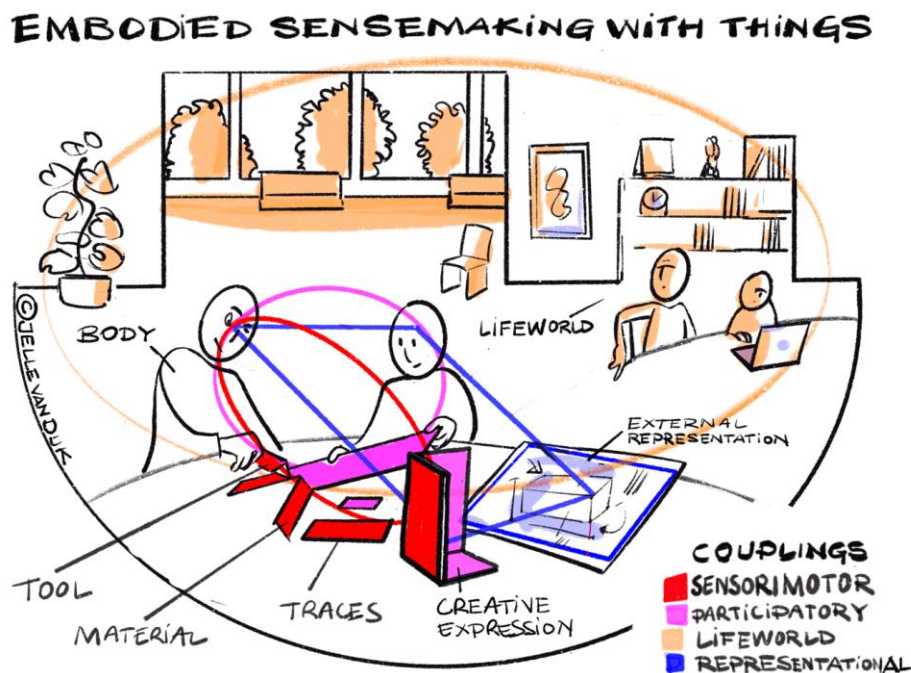 EMBODIED SENSEMAKING WITH THINGS
©JELLE VAN DIJK
BODY
LIFEWORLD
EXTERNAL
REPRESENTATION
TOOL
MATERIAL
TRACES
CREATIVE
EXPRESSION
COUPLINGS
SENSORIMOTOR
PARTICIPATORY
LIFEWORLD
REPRESENTATIONAL